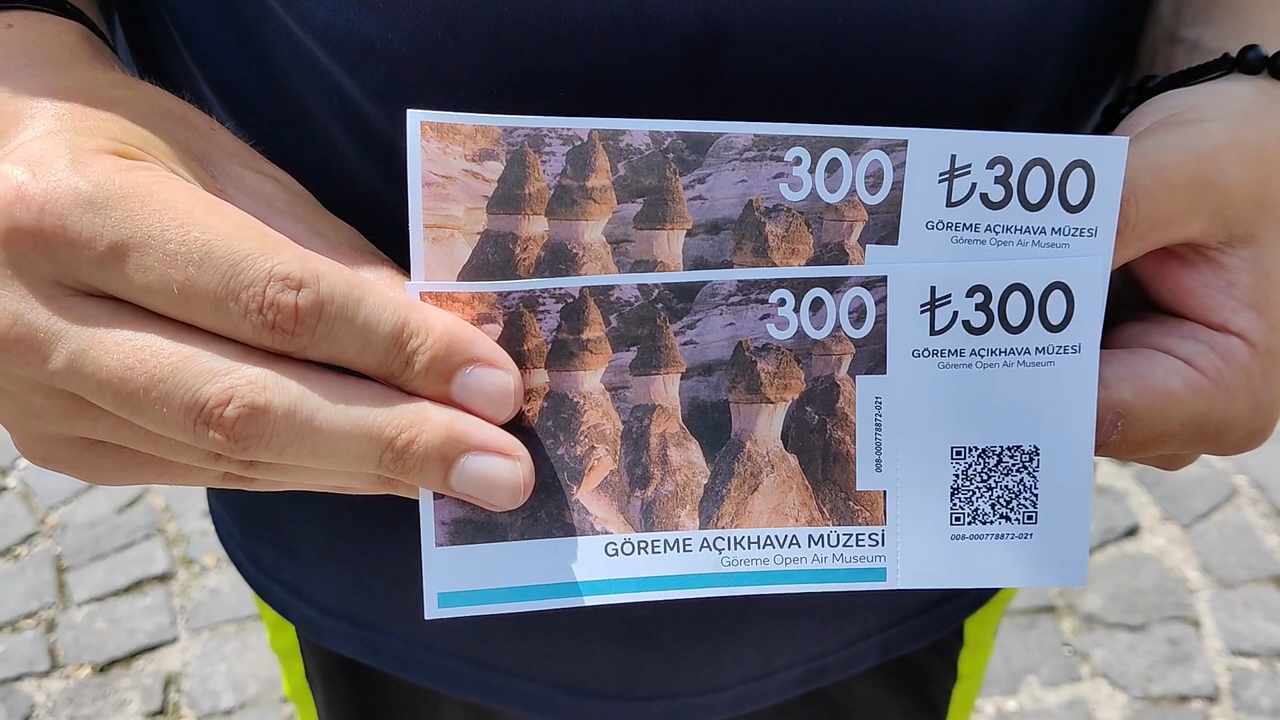 300
₺300
GÖREME AÇIKHAVA MÜZESİ
Göreme Open Air Museum
300
₺300
GÖREME AÇIKHAVA MÜZESİ
Göreme Open Air Museum
008-000778872-021
008-000778872-021
GÖREME AÇIKHAVA MÜZESİ
Göreme Open Air Museum